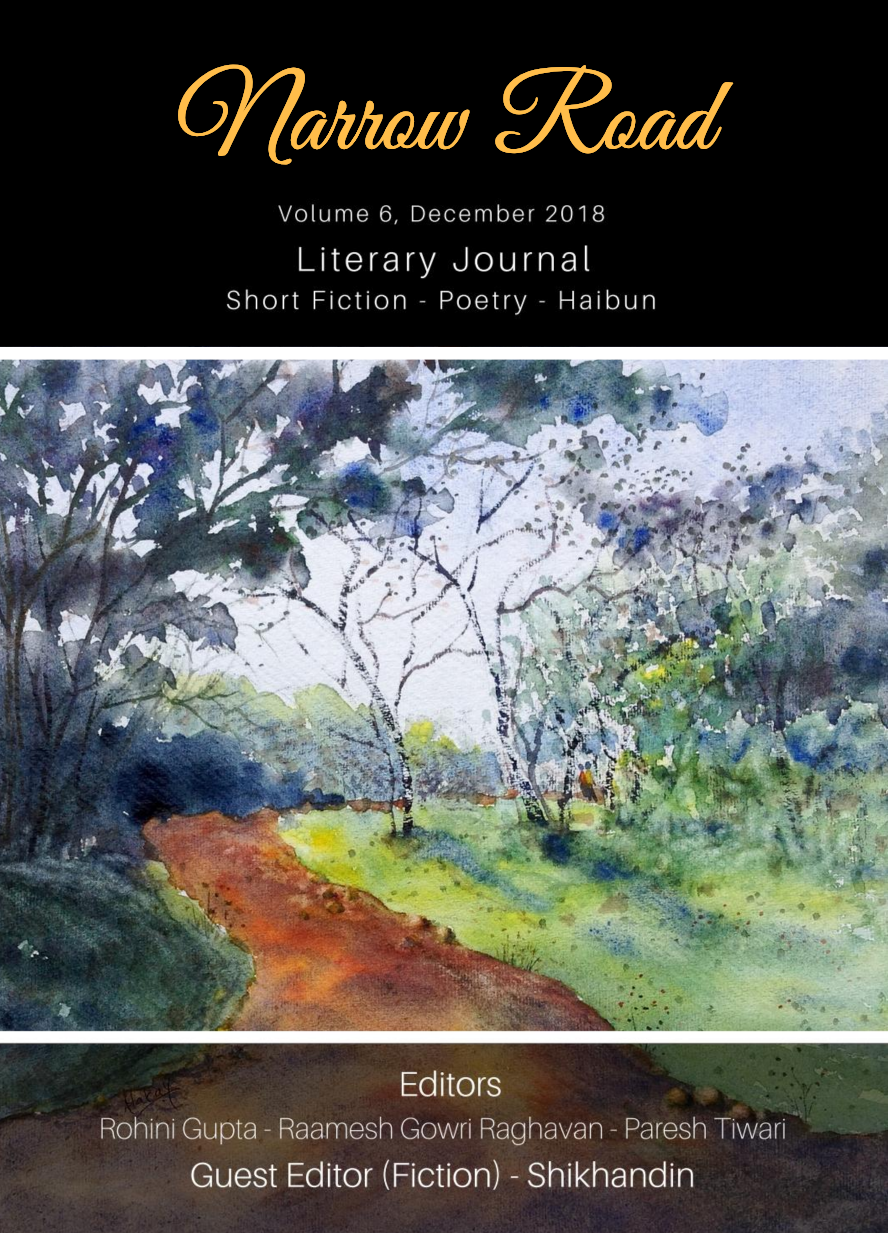 Narrow Road
Volume 6, December 2018
Literary Journal
Short Fiction - Poetry - Haibun
Editors
Rohini Gupta - Raamesh Gowri Raghavan - Paresh Tiwari
Guest Editor (Fiction) - Shikhandin